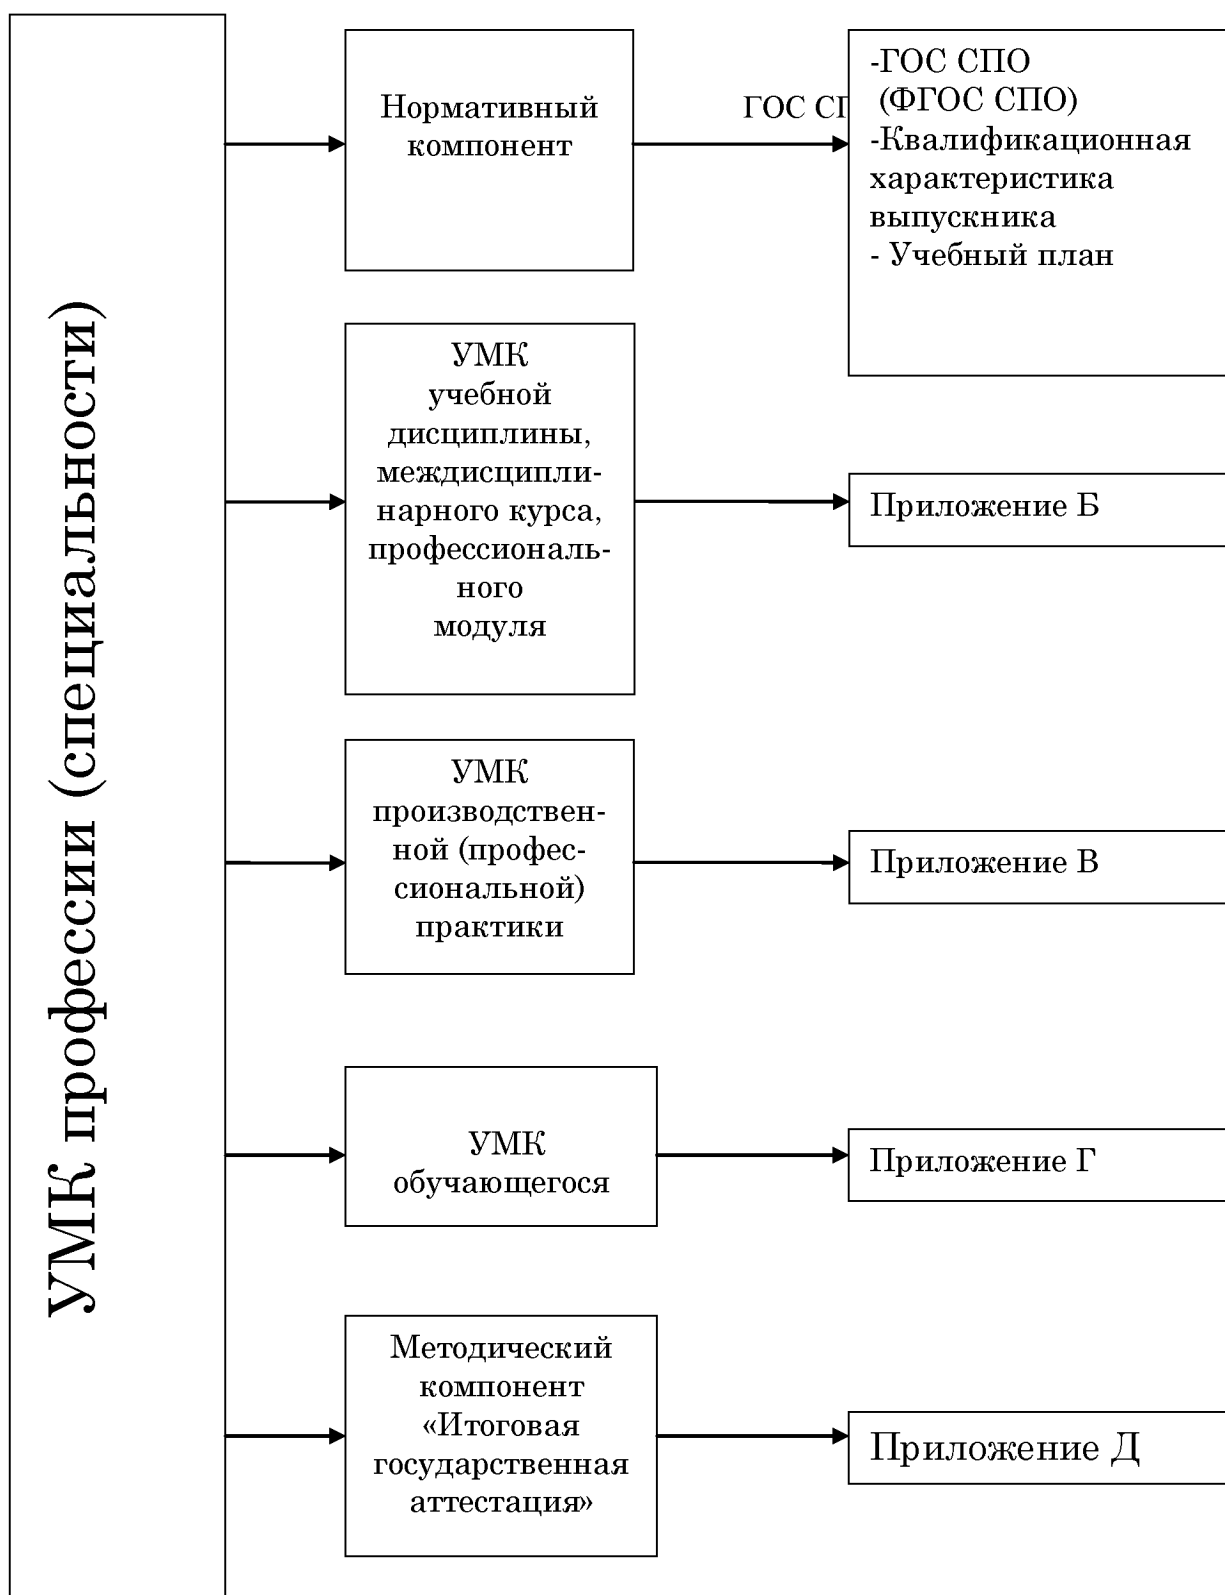 УМК профессии (специальности)
Нормативный
компонент
ГОС СП
-ГОС СПО
(ФГОС СПО)
-Квалификационная
характеристика
выпускника
- Учебный план
УМК
учебной
дисциплины,
междисципли-
нарного курса,
профессиональ-
ного
модуля
Приложение Б
УМК
производствен-
ной (профес-
сиональной)
практики
Приложение В
УМК
обучающегося
Приложение Г
Методический
компонент
«Итоговая
государственная
аттестация»
Приложение Д